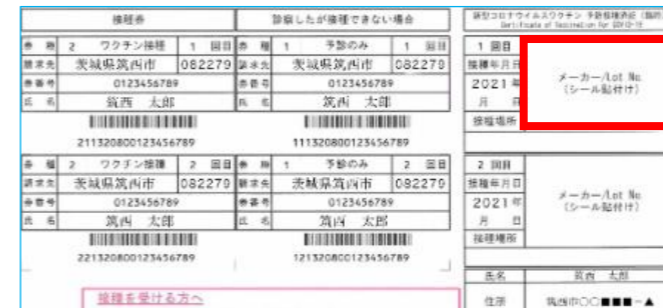 接種券
診察したが接種できない場合
新型コロナウイルスワクチン 予防接種済証 (臨時)
Certificate of Vaccination for COVID-19
券種 2 ワクチン接種 1 回目
請求先 茨城県筑西市 082279
券番号 0123456789
氏名 筑西 太郎
211320800123456789
券種 1 予診のみ 1 回目
請求先 茨城県筑西市 082279
券番号 0123456789
氏名 筑西 太郎
111320800123456789
1 回目
接種年月日
2021 年
月 日
接種場所
メーカー/Lot No
(シール貼付け)
券種 2 ワクチン接種 2 回目
請求先 茨城県筑西市 082279
券番号 0123456789
氏名 筑西 太郎
221320800123456789
券種 1 予診のみ 2 回目
請求先 茨城県筑西市 082279
券番号 0123456789
氏名 筑西 太郎
121320800123456789
2 回目
接種年月日
2021 年
月 日
接種場所
メーカー/Lot No
(シール貼付け)
接種を受ける方へ
氏名 筑西 太郎
住所 筑西市〇〇■■■-▲